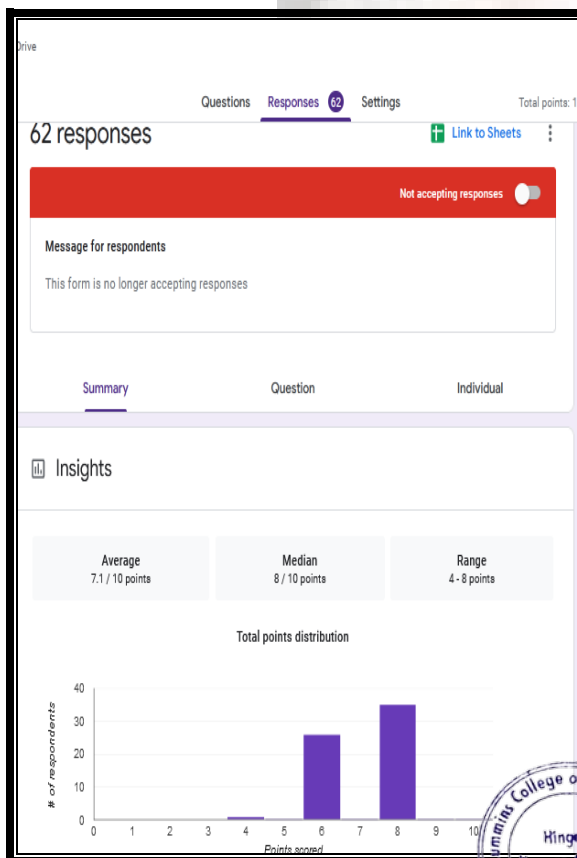 Drive
Questions Responses 62 Settings Total points: 1
62 responses Link to Sheets
Not accepting responses
Message for respondents
This form is no longer accepting responses
Summary Question Individual
Insights
Average Median Range
7.1 / 10 points 8 / 10 points 4 - 8 points
Total points distribution
# of respondents
40
30
20
10
0
0 1 2 3 4 5 6 7 8 9 10
Points scored
ummins College o
Hinge